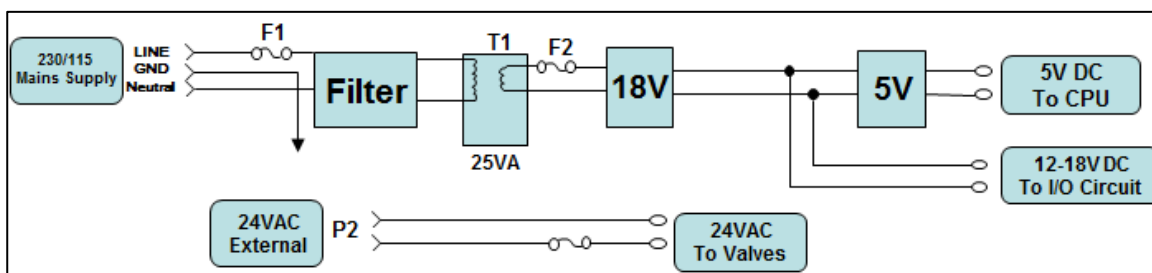 230/115
Mains Supply
LINE
GND
Neutral
F1
Filter
T1
25VA
F2
18V
5V
5V DC
To CPU
12-18V DC
To I/O Circuit
24VAC
External
P2
24VAC
To Valves